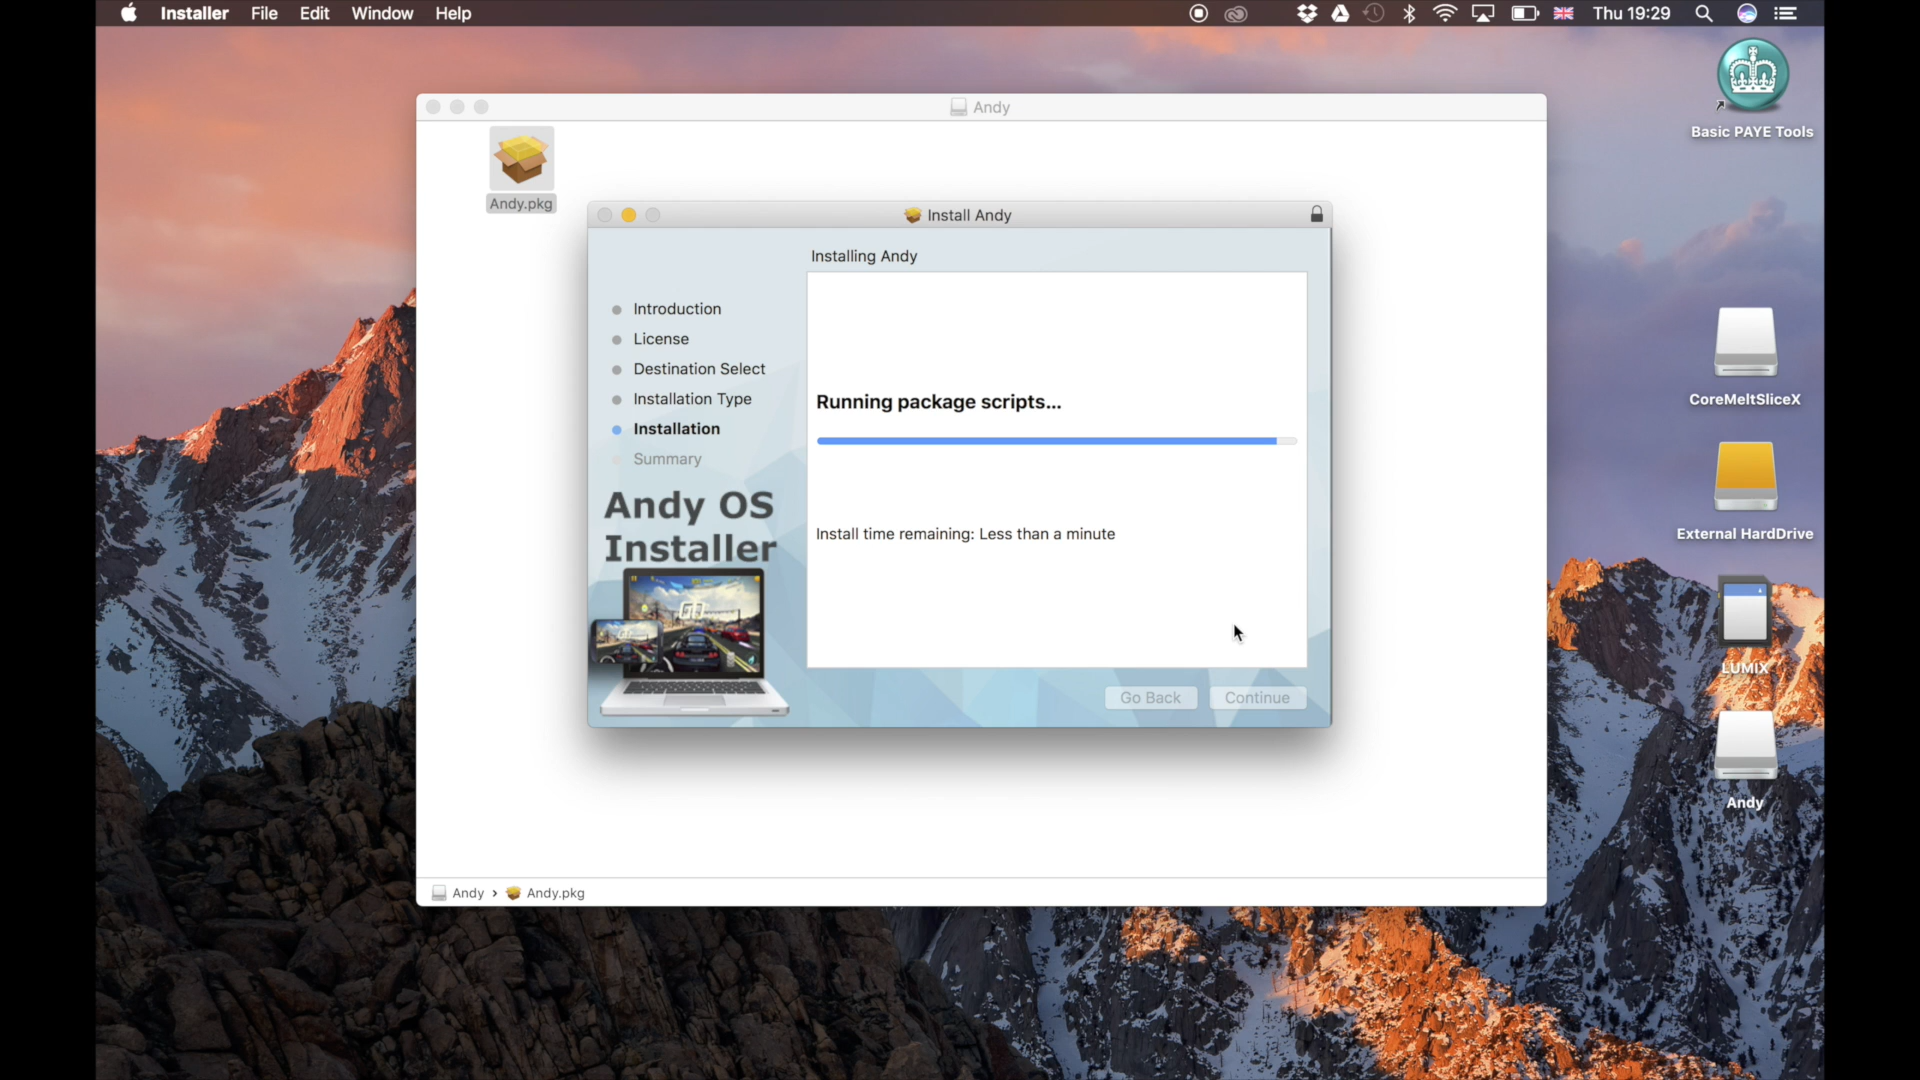 Installer File Edit Window Help
Thu 19:29
Basic PAYE Tools
Andy
Andy.pkg
Install Andy
Installing Andy
Introduction
License
Destination Select
Installation Type
Installation
Summary
Running package scripts...
Install time remaining: Less than a minute
Andy OS
Installer
GO
Go Back
Continue
CoreMeltSliceX
External HardDrive
LUMIX
Andy
Andy › Andy.pkg